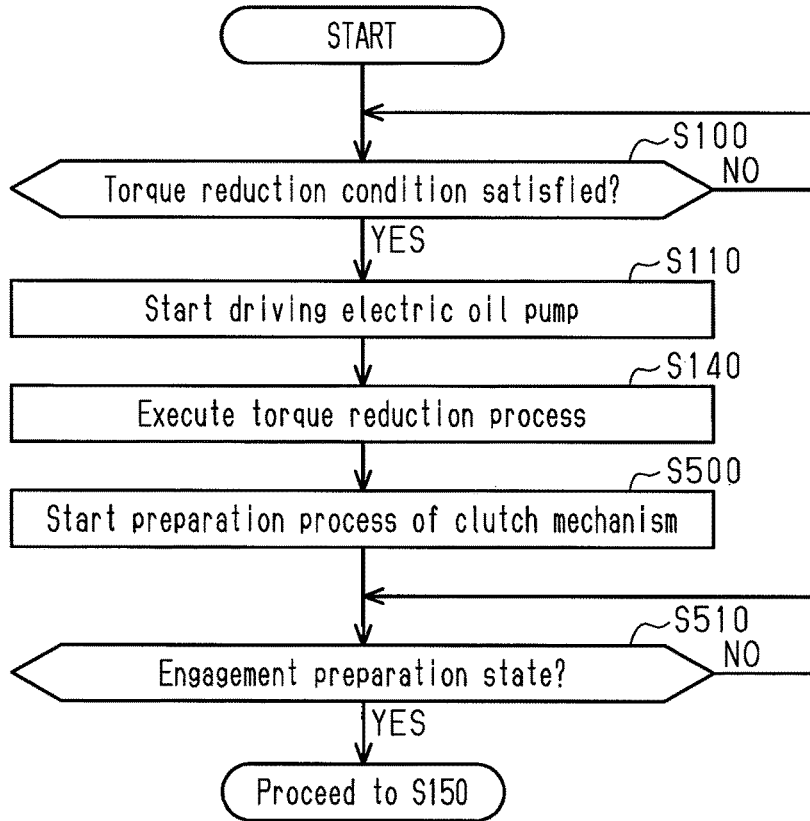 START
S100
Torque reduction condition satisfied?
NO
YES
S110
Start driving electric oil pump
S140
Execute torque reduction process
S500
Start preparation process of clutch mechanism
S510
Engagement preparation state?
NO
YES
Proceed to S150